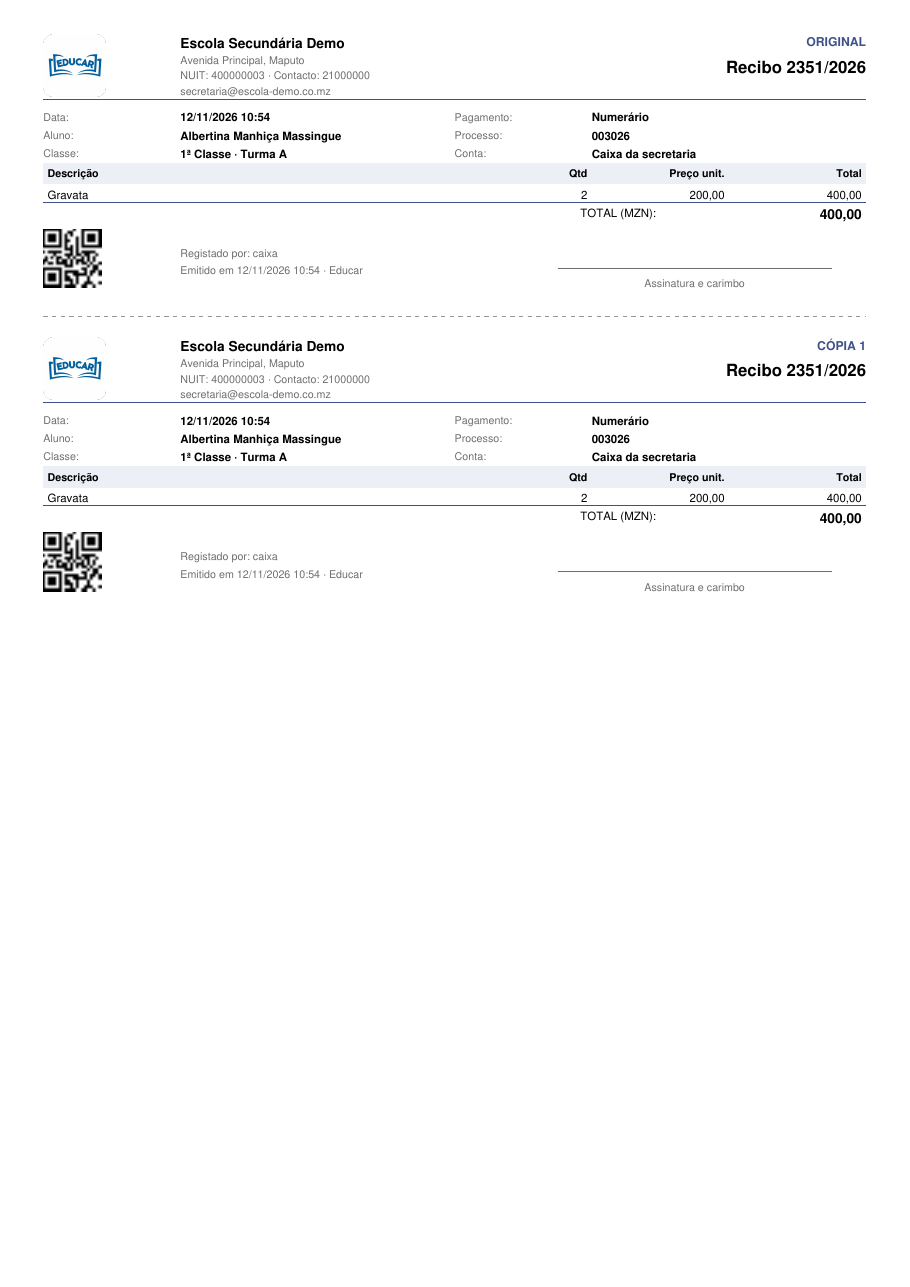 EDUCAR
Escola Secundária Demo
Avenida Principal, Maputo
NUIT: 400000003 · Contacto: 21000000
secretaria@escola-demo.co.mz
ORIGINAL
Recibo 2351/2026
Data: 12/11/2026 10:54 Pagamento: Numerário
Aluno: Albertina Manhiça Massingue Processo: 003026
Classe: 1ª Classe · Turma A Conta: Caixa da secretaria
Descrição Qtd Preço unit. Total
Gravata 2 200,00 400,00
TOTAL (MZN): 400,00
Registado por: caixa
Emitido em 12/11/2026 10:54 · Educar
Assinatura e carimbo
EDUCAR
Escola Secundária Demo
Avenida Principal, Maputo
NUIT: 400000003 · Contacto: 21000000
secretaria@escola-demo.co.mz
CÓPIA 1
Recibo 2351/2026
Data: 12/11/2026 10:54 Pagamento: Numerário
Aluno: Albertina Manhiça Massingue Processo: 003026
Classe: 1ª Classe · Turma A Conta: Caixa da secretaria
Descrição Qtd Preço unit. Total
Gravata 2 200,00 400,00
TOTAL (MZN): 400,00
Registado por: caixa
Emitido em 12/11/2026 10:54 · Educar
Assinatura e carimbo